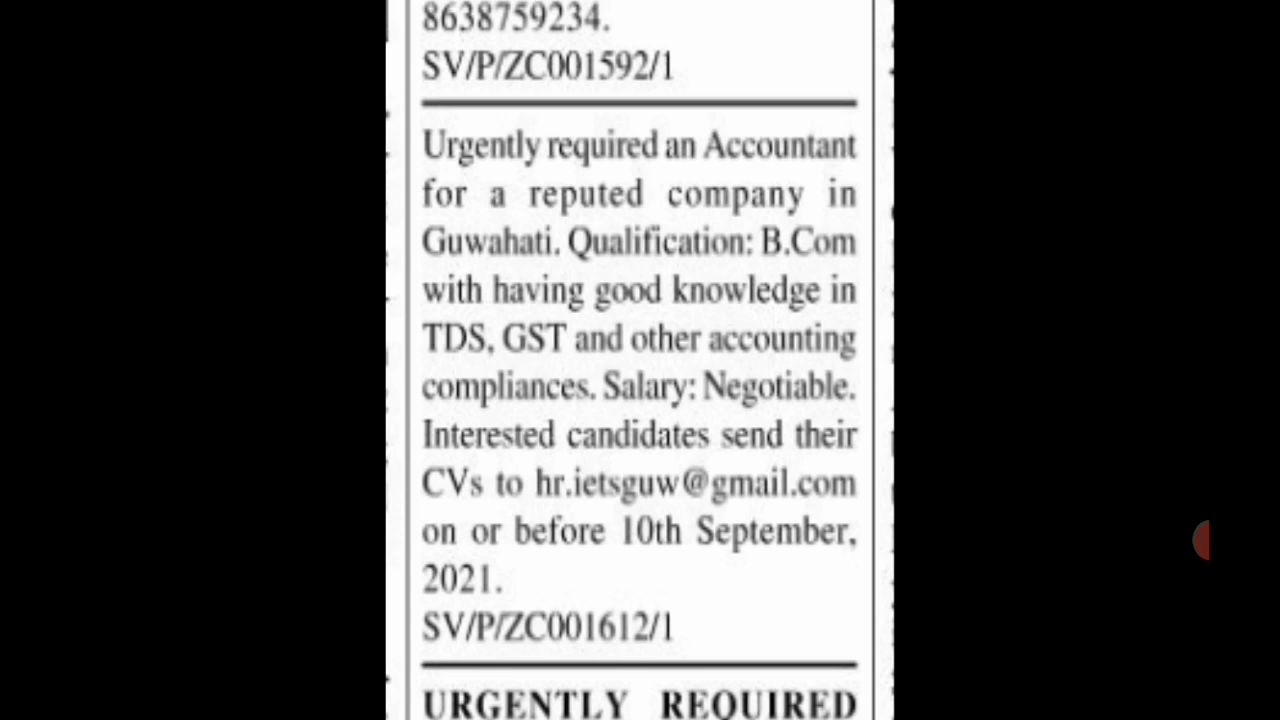 8638759234.
SV/P/ZC001592/1
Urgently required an Accountant
for a reputed company in
Guwahati. Qualification: B.Com
with having good knowledge in
TDS, GST and other accounting
compliances. Salary: Negotiable.
Interested candidates send their
CVs to hr.ietsguw@gmail.com
on or before 10th September,
2021.
SV/P/ZC001612/1
URGENTLY REQUIRED